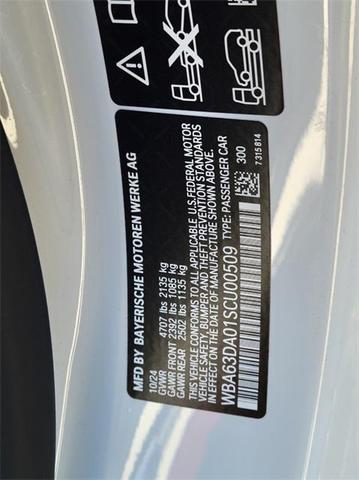 MFD BY BAYERISCHE MOTOREN WERKE AG
10/24
GVWR 4707 lbs 2135 kg
GAWR FRONT 2392 lbs 1085 kg
GAWR REAR 2502 lbs 1135 kg
THIS VEHICLE CONFORMS TO ALL APPLICABLE U.S.FEDERAL MOTOR
VEHICLE SAFETY, BUMPER, AND THEFT PREVENTION STANDARDS
IN EFFECT ON THE DATE OF MANUFACTURE SHOWN ABOVE.
WBA63DA01SCU00509 TYPE: PASSENGER CAR
300
7315814